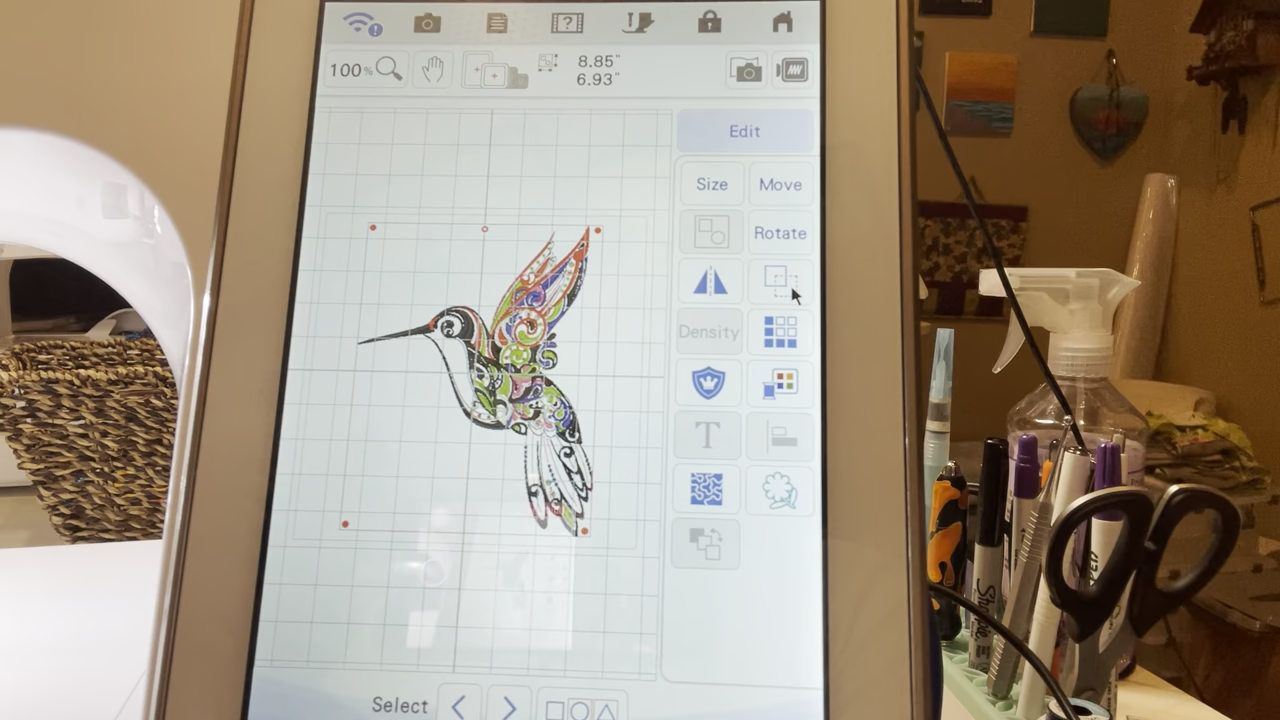 100%
8.85"
6.93"
Edit
Size
Move
Rotate
Density
T
Select
Sharpie